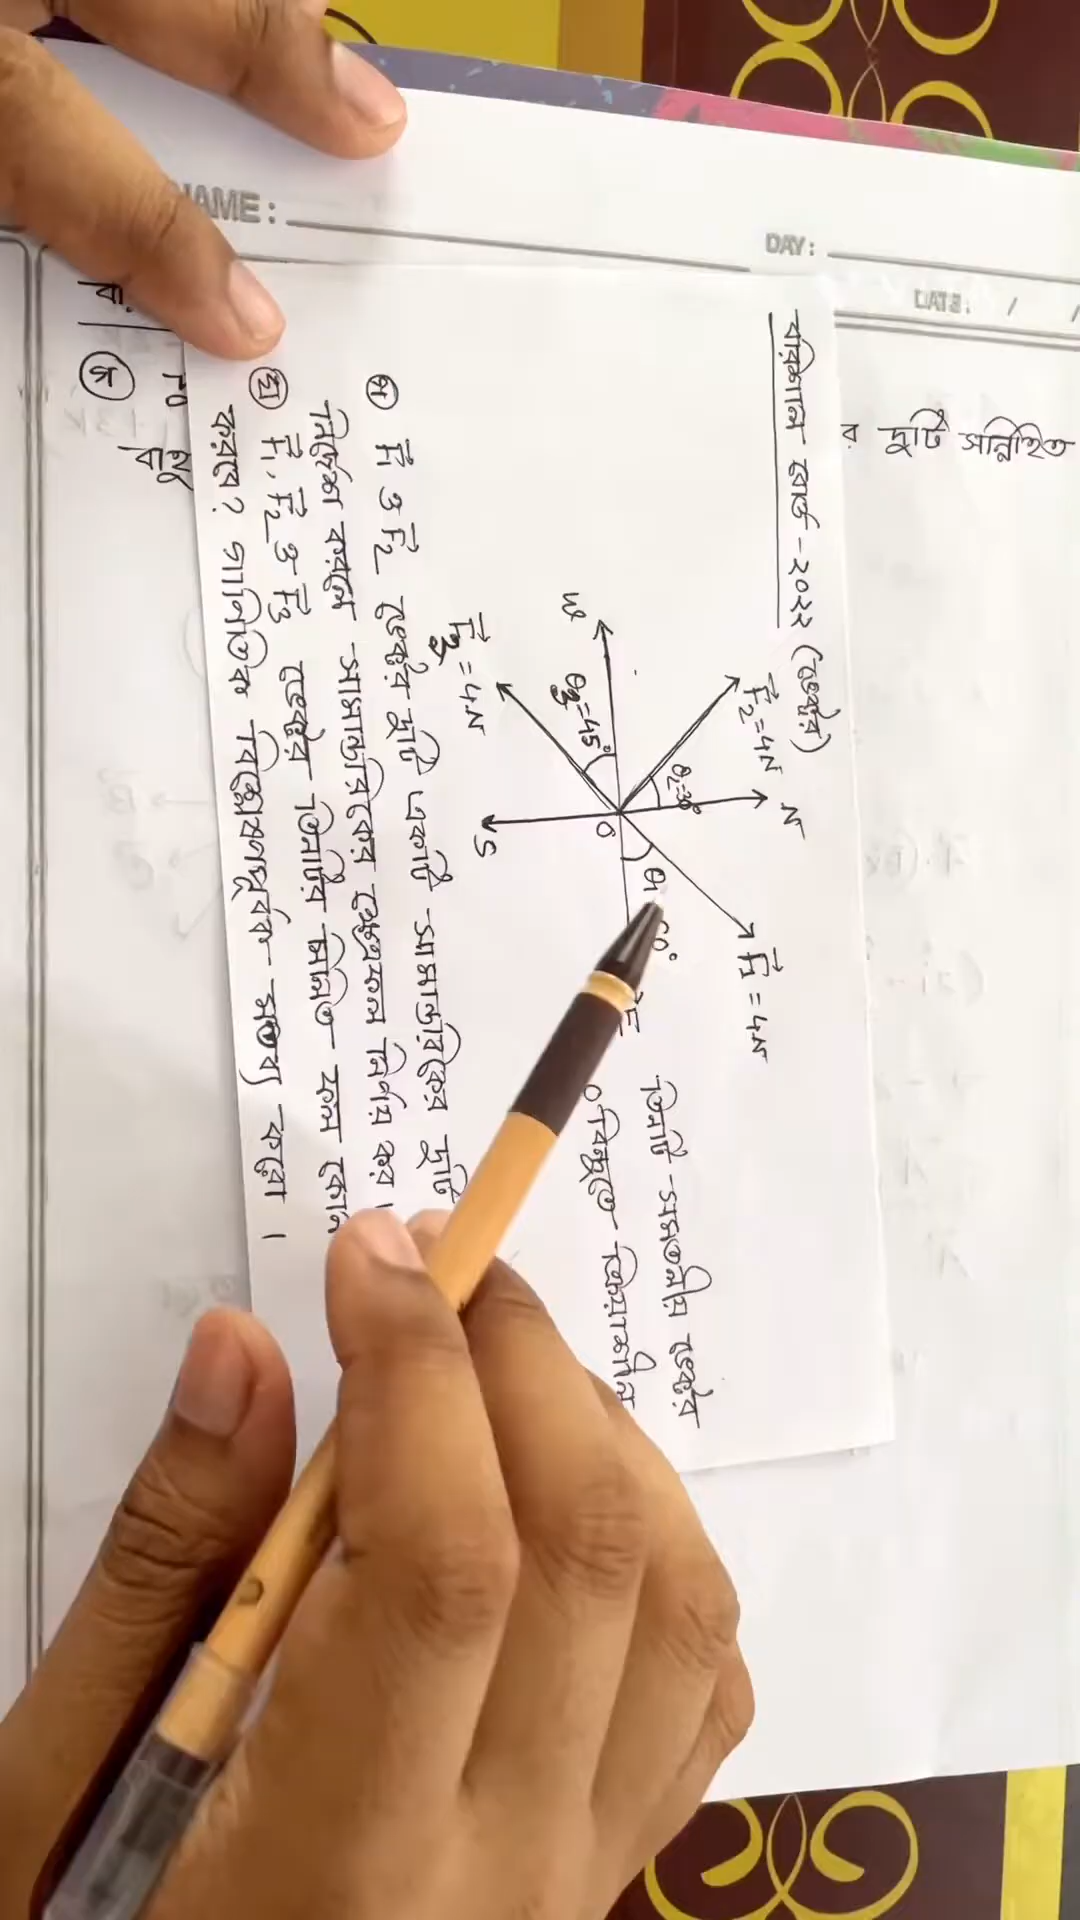 NAME:
DAY:
DATE: / /
র দুটি সন্নিহিত
বরিশাল বোর্ড-২০২২ (ভেক্টর)
N
W
S
E
O
F⃗₁ = 4N
F⃗₂ = 4N
F⃗₃ = 4N
θ₁ 60°
θ₂=30°
θ₃=45°
তিনটি সমতলীয় ভেক্টর
O বিন্দুতে ক্রিয়াশীল
গ F⃗₁ ও F⃗₂ ভেক্টর দুটি একটি সামান্তরিকের দুটি
নির্দেশ করলে সামান্তরিকের ক্ষেত্রফল নির্ণয় কর।
ঘ F⃗₁, F⃗₂ ও F⃗₃ ভেক্টর তিনটির মিলিত ফল কোন
করবে? গাণিতিক বিশ্লেষণপূর্বক মতব্য করো।
বাহু
ক